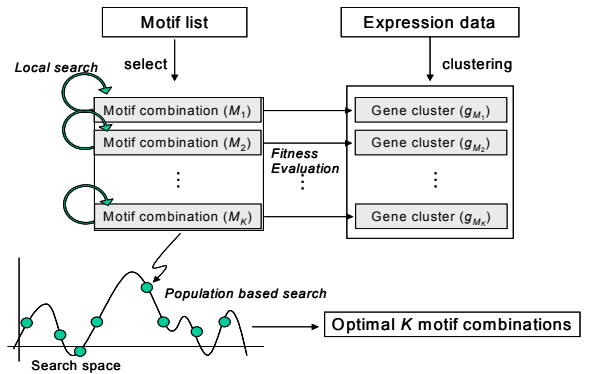 Motif list
Expression data
Local search
select
clustering
Motif combination (M1)
Gene cluster (gM1)
Motif combination (M2)
Gene cluster (gM2)
Fitness
Evaluation
⋮
⋮
⋮
Motif combination (MK)
Gene cluster (gMK)
Population based search
Optimal K motif combinations
Search space